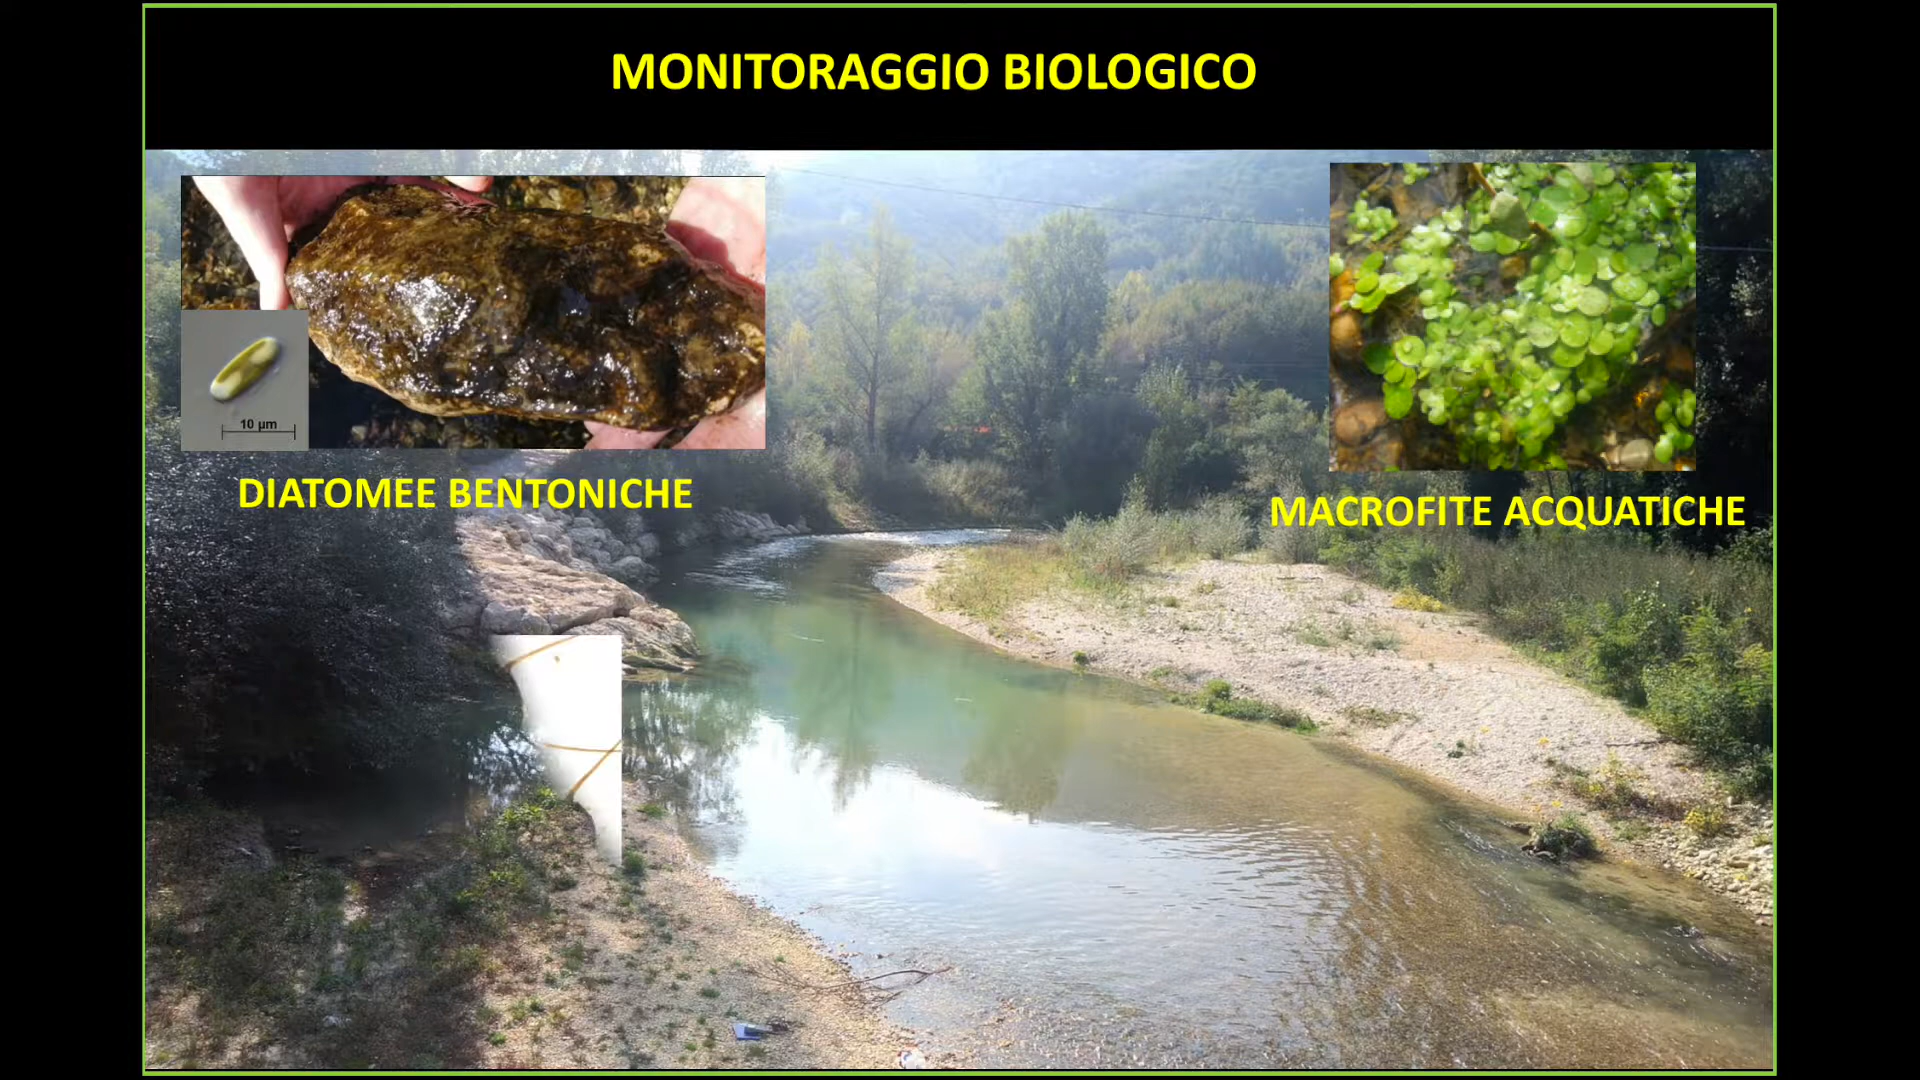 MONITORAGGIO BIOLOGICO
10 µm
DIATOMEE BENTONICHE
MACROFITE ACQUATICHE